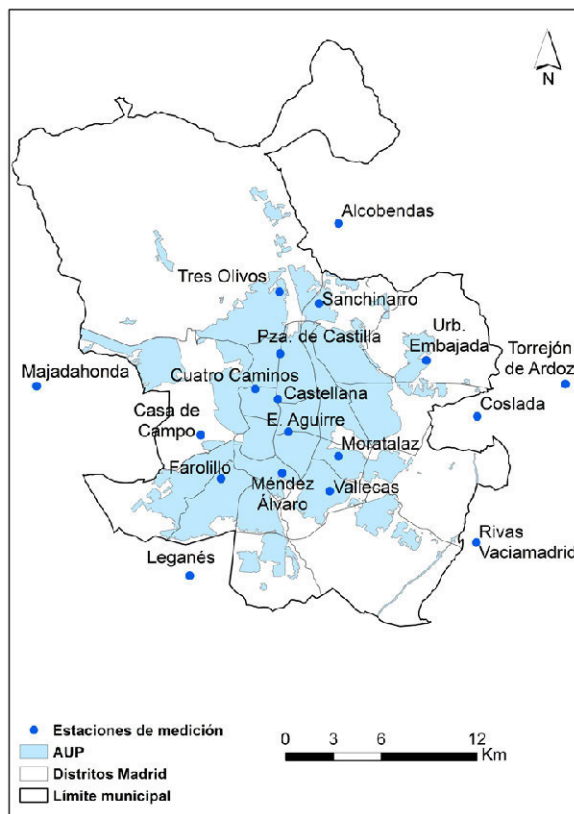 N
Alcobendas
Tres Olivos
Sanchinarro
Pza. de Castilla
Urb.
Embajada
Torrejón
de Ardoz
Majadahonda
Cuatro Caminos
Castellana
Coslada
Casa de
Campo
E. Aguirre
Moratalaz
Farolillo
Méndez
Álvaro
Vallecas
Rivas
Vaciamadrid
Leganés
Estaciones de medición
AUP
Distritos Madrid
Límite municipal
0 3 6 12
Km